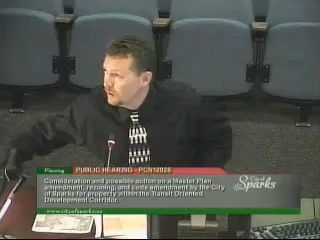 Planning
PUBLIC HEARING - PCN12028
Consideration and possible action on a Master Plan
amendment, rezoning, and code amendment by the City
of Sparks for property within the Transit Oriented
Development Corridor.
City of
Sparks
www.cityofsparks.us